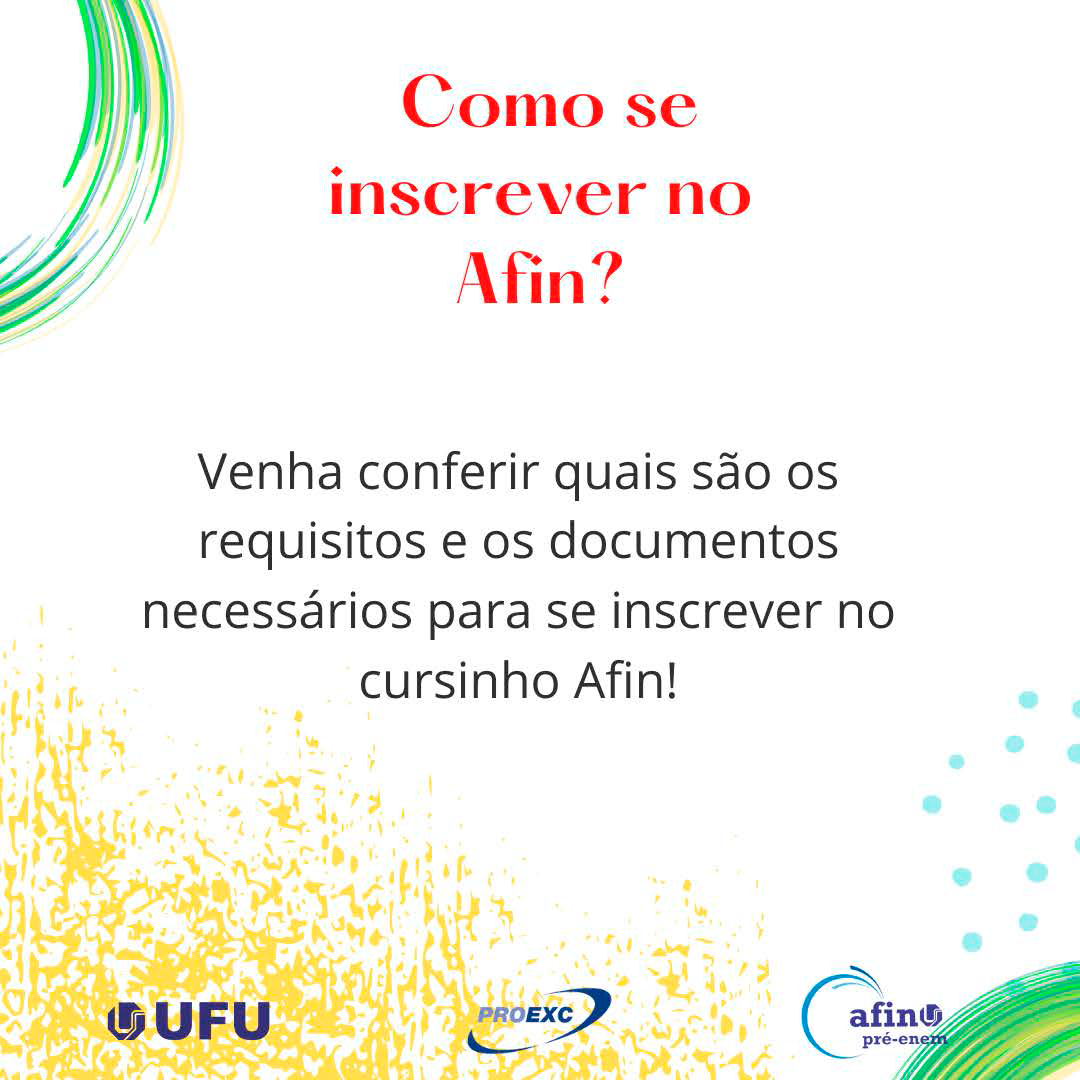 Como se
inscrever no
Afin?
Venha conferir quais são os
requisitos e os documentos
necessários para se inscrever no
cursinho Afin!
UFU
PROEXC
afin
pré-enem